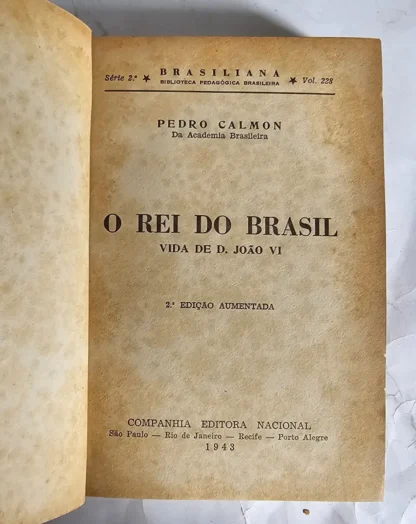 BRASILIANA
Série 2.ª ★ BIBLIOTECA PEDAGÓGICA BRASILEIRA ★ Vol. 228
PEDRO CALMON
Da Academia Brasileira
O REI DO BRASIL
VIDA DE D. JOÃO VI
2.ª EDIÇÃO AUMENTADA
COMPANHIA EDITORA NACIONAL
São Paulo — Rio de Janeiro — Recife — Porto Alegre
1943